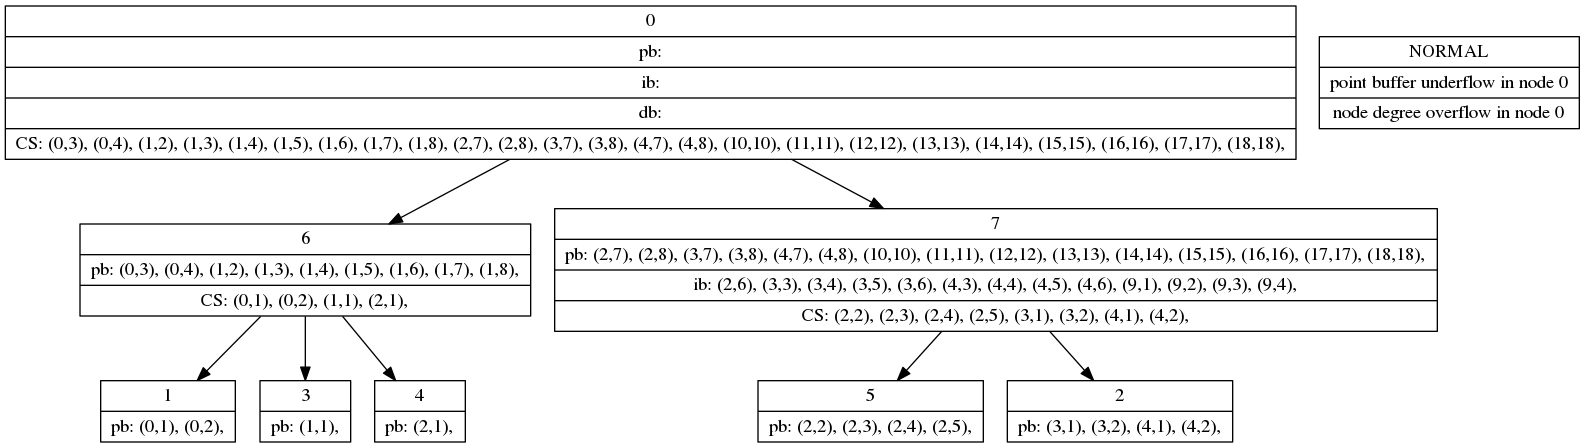 0
pb:
ib:
db:
CS: (0,3), (0,4), (1,2), (1,3), (1,4), (1,5), (1,6), (1,7), (1,8), (2,7), (2,8), (3,7), (3,8), (4,7), (4,8), (10,10), (11,11), (12,12), (13,13), (14,14), (15,15), (16,16), (17,17), (18,18),
NORMAL
point buffer underflow in node 0
node degree overflow in node 0
6
pb: (0,3), (0,4), (1,2), (1,3), (1,4), (1,5), (1,6), (1,7), (1,8),
CS: (0,1), (0,2), (1,1), (2,1),
7
pb: (2,7), (2,8), (3,7), (3,8), (4,7), (4,8), (10,10), (11,11), (12,12), (13,13), (14,14), (15,15), (16,16), (17,17), (18,18),
ib: (2,6), (3,3), (3,4), (3,5), (3,6), (4,3), (4,4), (4,5), (4,6), (9,1), (9,2), (9,3), (9,4),
CS: (2,2), (2,3), (2,4), (2,5), (3,1), (3,2), (4,1), (4,2),
1
pb: (0,1), (0,2),
3
pb: (1,1),
4
pb: (2,1),
5
pb: (2,2), (2,3), (2,4), (2,5),
2
pb: (3,1), (3,2), (4,1), (4,2),